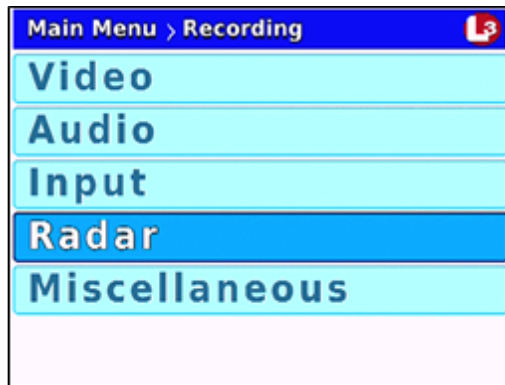 Main Menu > Recording L3
Video
Audio
Input
Radar
Miscellaneous